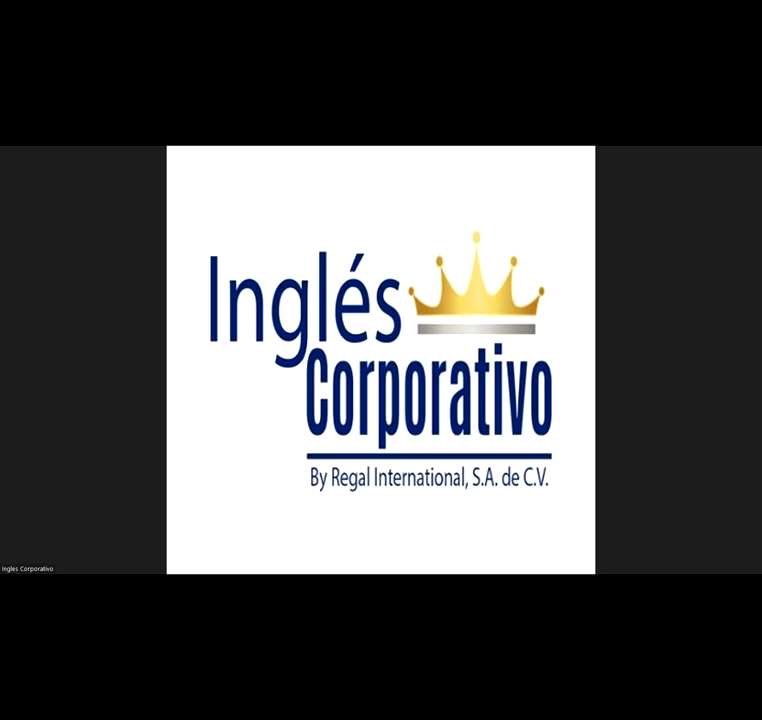 Inglés
Corporativo
By Regal International, S.A. de C.V.
Ingles Corporativo